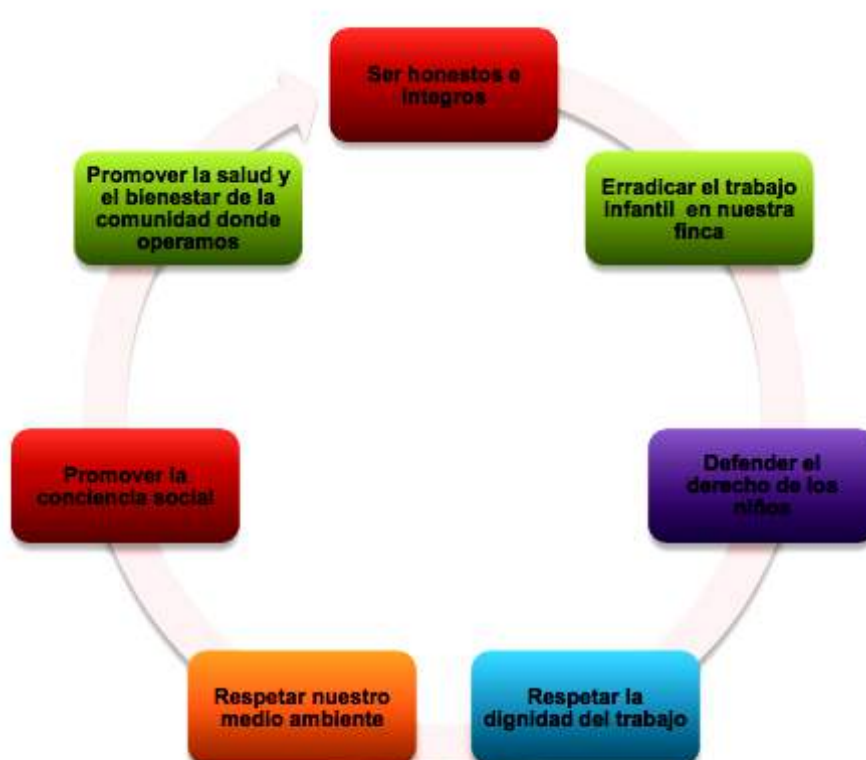 Ser honestos e
integros
Erradicar el trabajo
infantil en nuestra
finca
Defender el
derecho de los
niños
Respetar la
dignidad del trabajo
Respetar nuestro
medio ambiente
Promover la
conciencia social
Promover la salud y
el bienestar de la
comunidad donde
operamos